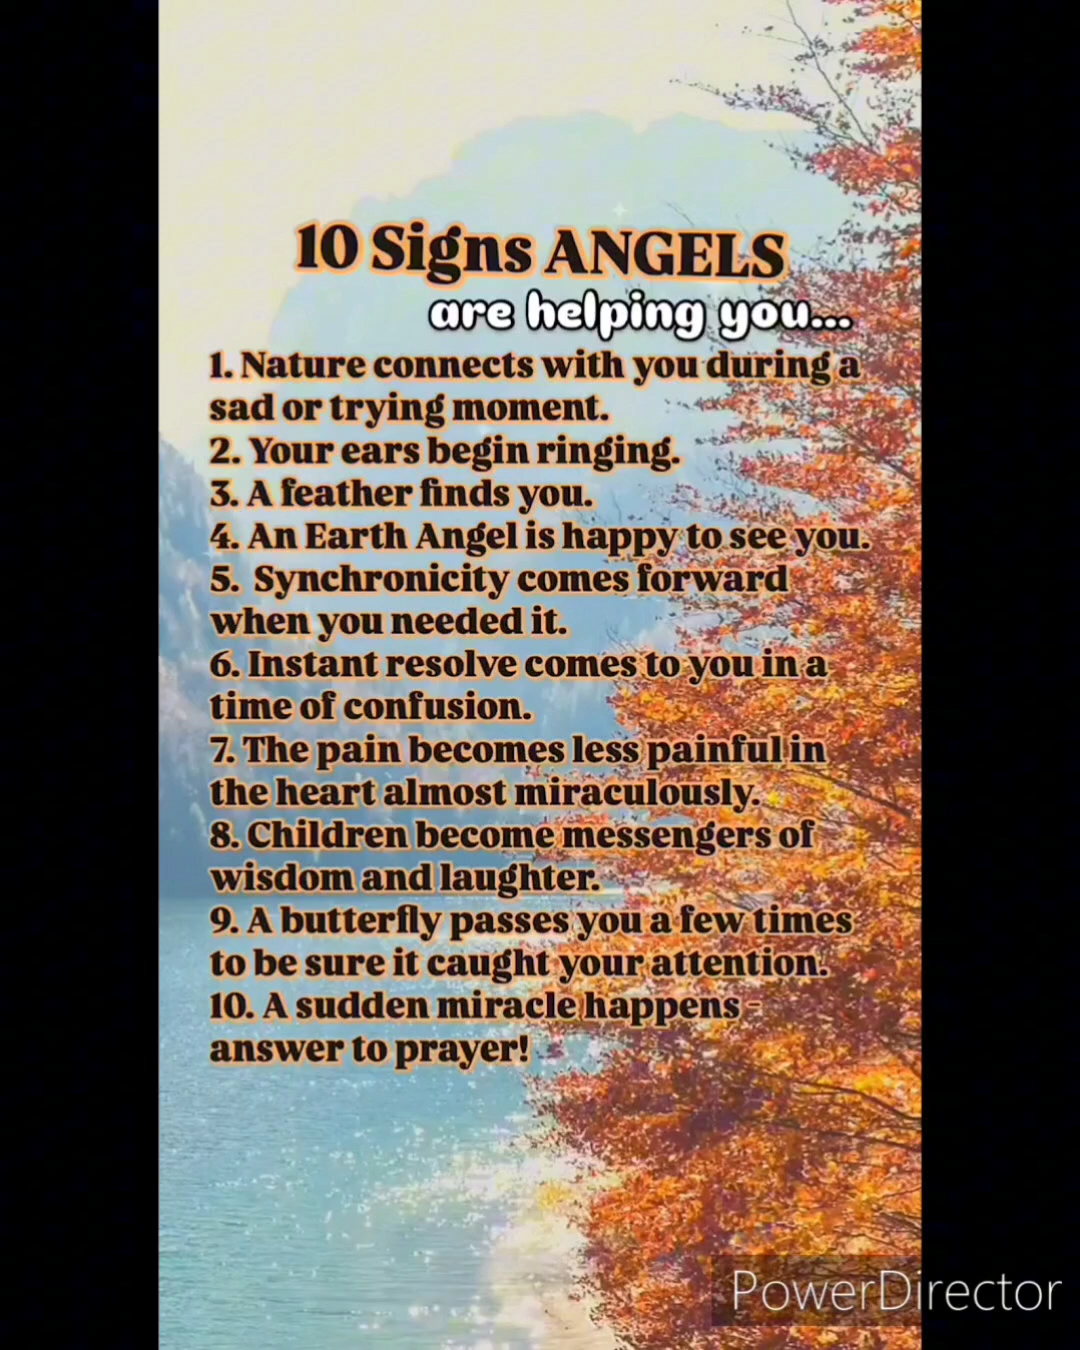 10 Signs ANGELS
are helping you...
1. Nature connects with you during a
sad or trying moment.
2. Your ears begin ringing.
3. A feather finds you.
4. An Earth Angel is happy to see you.
5. Synchronicity comes forward
when you needed it.
6. Instant resolve comes to you in a
time of confusion.
7. The pain becomes less painful in
the heart almost miraculously.
8. Children become messengers of
wisdom and laughter.
9. A butterfly passes you a few times
to be sure it caught your attention.
10. A sudden miracle happens -
answer to prayer!
PowerDirector